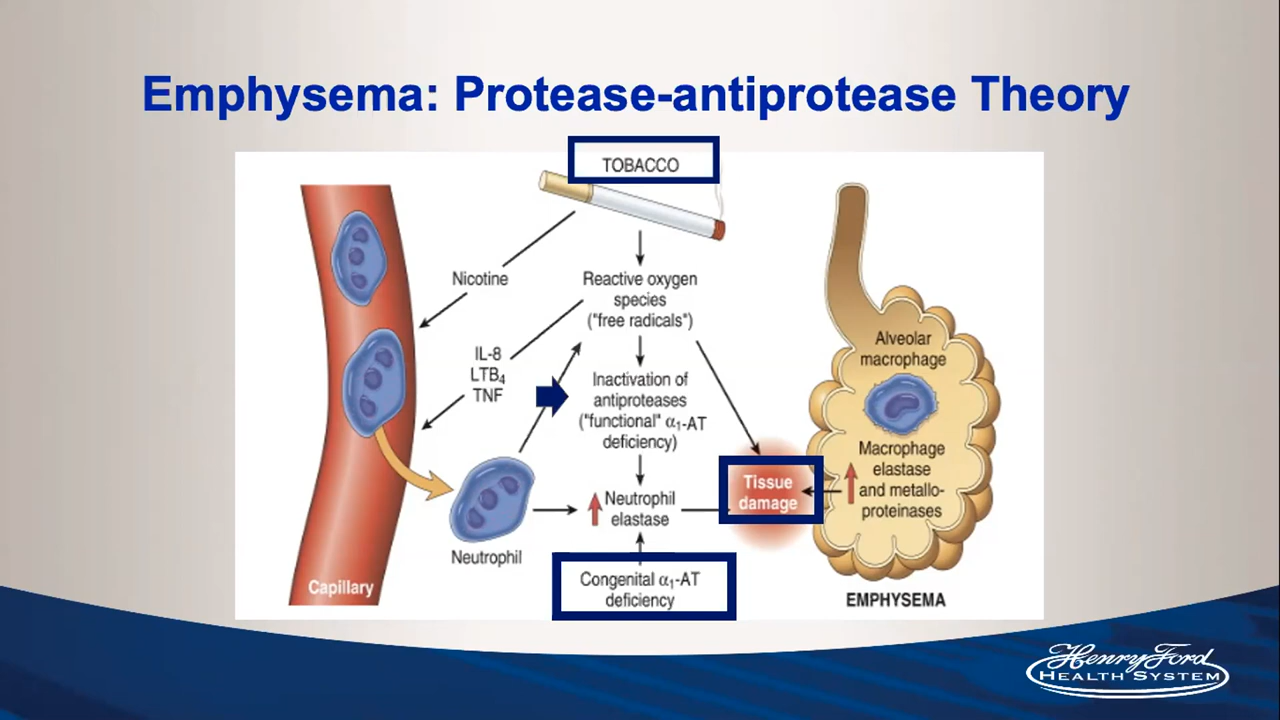 Emphysema: Protease-antiprotease Theory
TOBACCO
Nicotine
Reactive oxygen
species
("free radicals")
IL-8
LTB₄
TNF
Inactivation of
antiproteases
("functional" α₁-AT
deficiency)
Alveolar
macrophage
Macrophage
elastase
and metallo-
proteinases
Tissue
damage
Neutrophil
elastase
Neutrophil
Congenital α₁-AT
deficiency
Capillary
EMPHYSEMA
Henry Ford
HEALTH SYSTEM